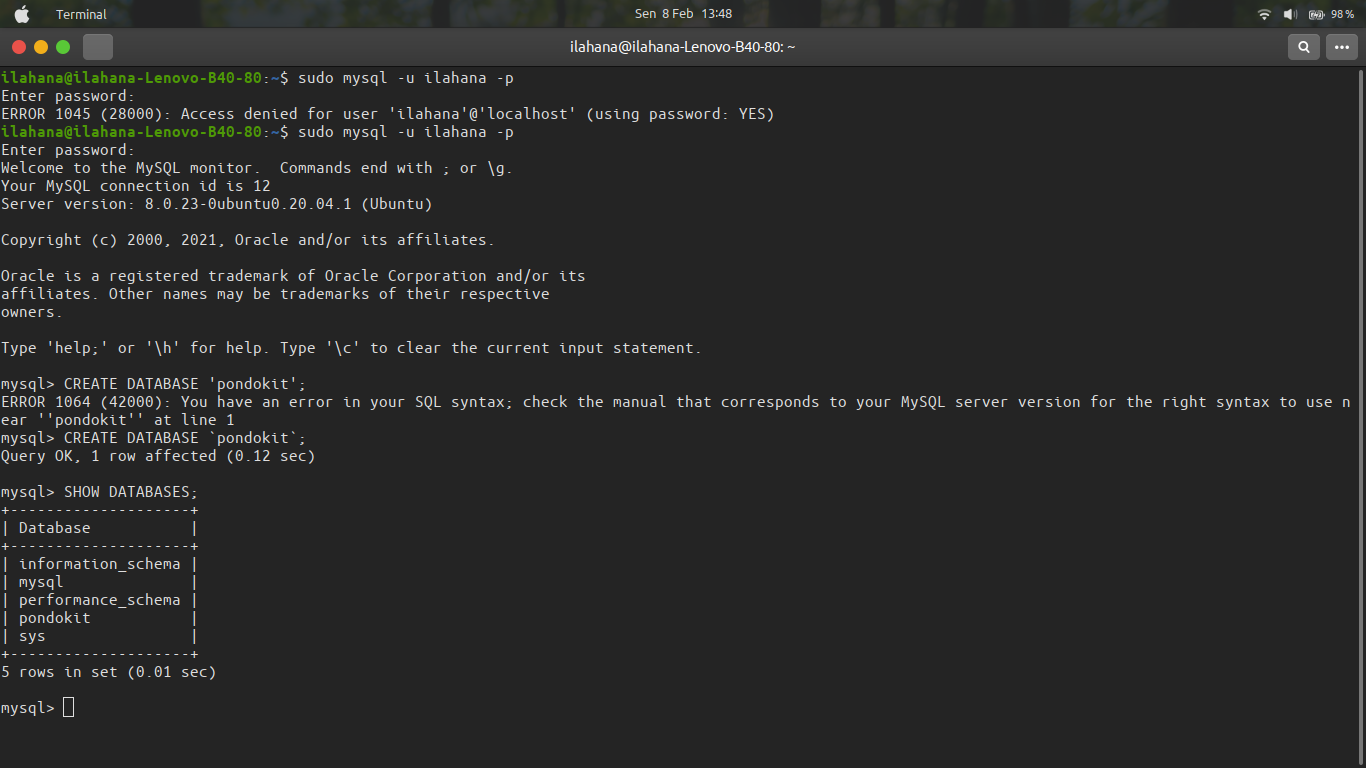 Terminal
Sen 8 Feb 13:48
98 %
ilahana@ilahana-Lenovo-B40-80: ~
ilahana@ilahana-Lenovo-B40-80:~$ sudo mysql -u ilahana -p
Enter password:
ERROR 1045 (28000): Access denied for user 'ilahana'@'localhost' (using password: YES)
ilahana@ilahana-Lenovo-B40-80:~$ sudo mysql -u ilahana -p
Enter password:
Welcome to the MySQL monitor.  Commands end with ; or \g.
Your MySQL connection id is 12
Server version: 8.0.23-0ubuntu0.20.04.1 (Ubuntu)
Copyright (c) 2000, 2021, Oracle and/or its affiliates.
Oracle is a registered trademark of Oracle Corporation and/or its
affiliates. Other names may be trademarks of their respective
owners.
Type 'help;' or '\h' for help. Type '\c' to clear the current input statement.
mysql> CREATE DATABASE 'pondokit';
ERROR 1064 (42000): You have an error in your SQL syntax; check the manual that corresponds to your MySQL server version for the right syntax to use n
ear ''pondokit'' at line 1
mysql> CREATE DATABASE `pondokit`;
Query OK, 1 row affected (0.12 sec)
mysql> SHOW DATABASES;
+--------------------+
| Database           |
+--------------------+
| information_schema |
| mysql              |
| performance_schema |
| pondokit           |
| sys                |
+--------------------+
5 rows in set (0.01 sec)
mysql>